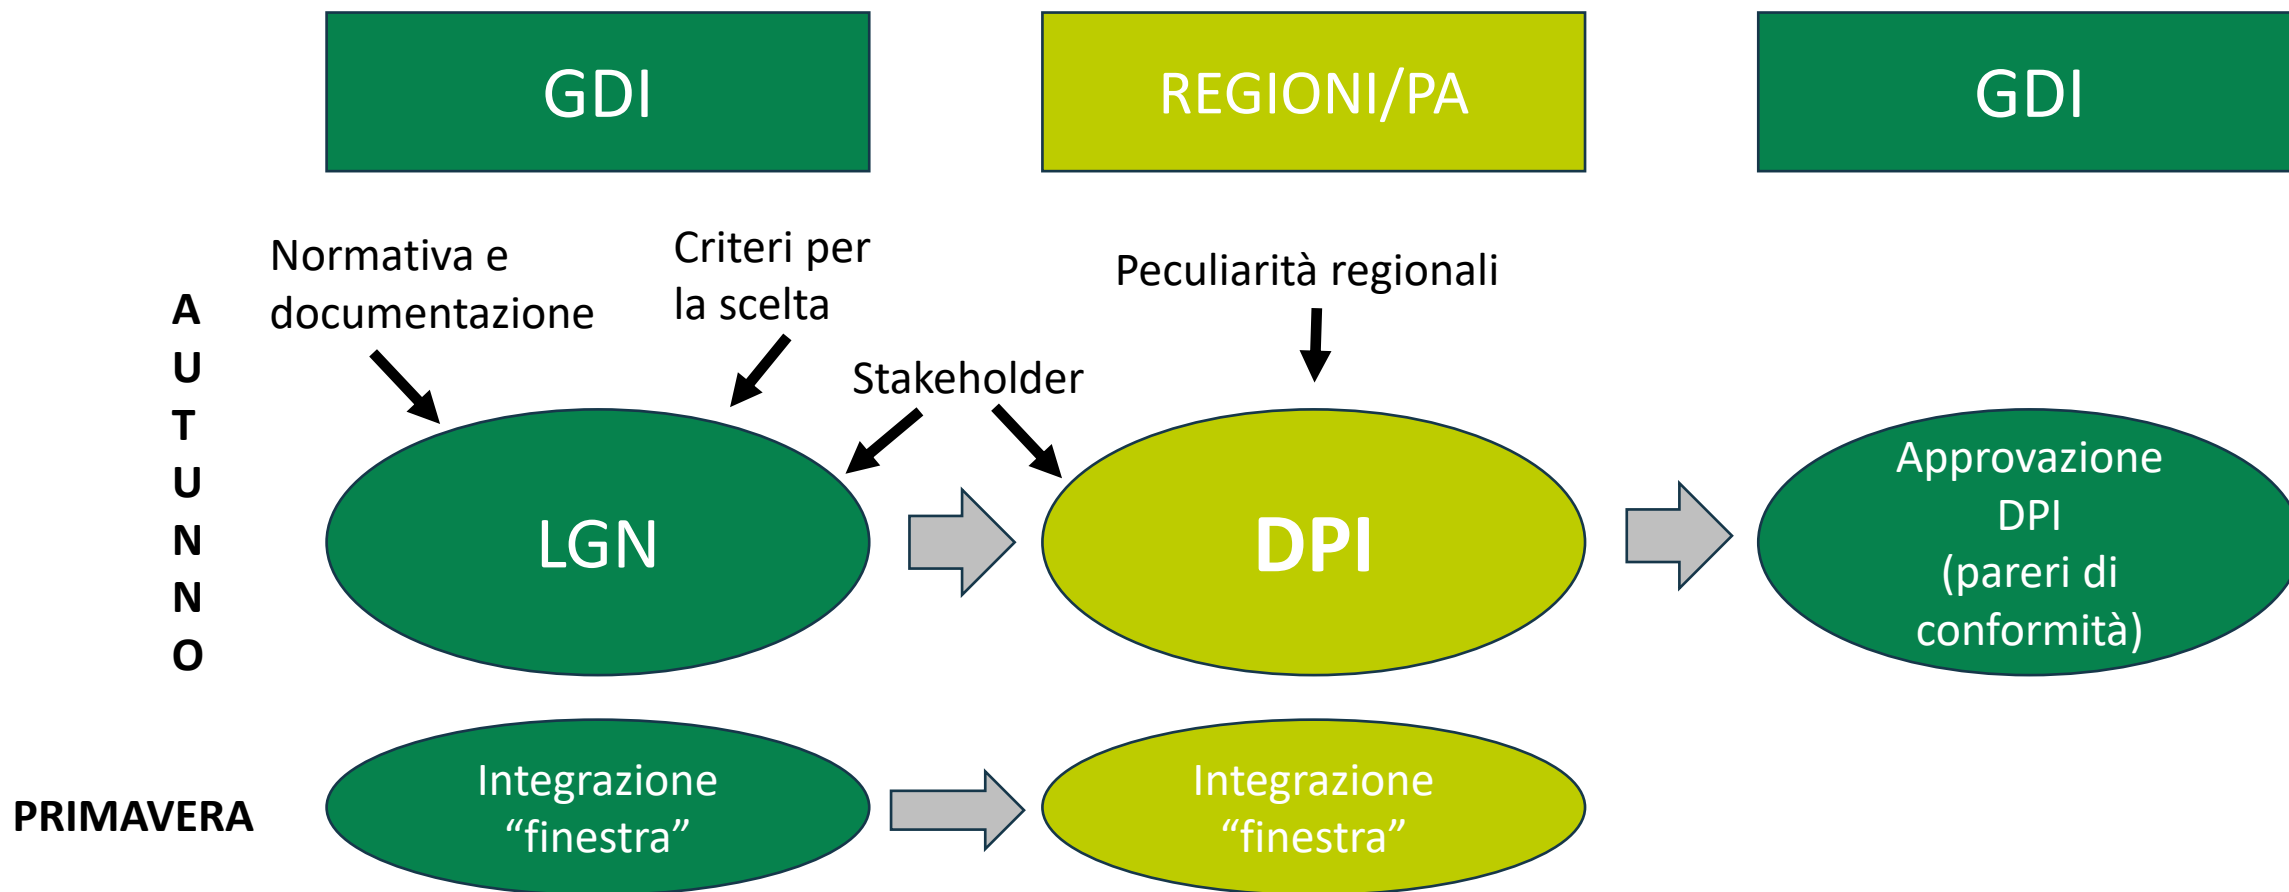 GDI
REGIONI/PA
GDI
Normativa e
documentazione
Criteri per
la scelta
Peculiarità regionali
Stakeholder
A
U
T
U
N
N
O
LGN
DPI
Approvazione
DPI
(pareri di
conformità)
PRIMAVERA
Integrazione
“finestra”
Integrazione
“finestra”